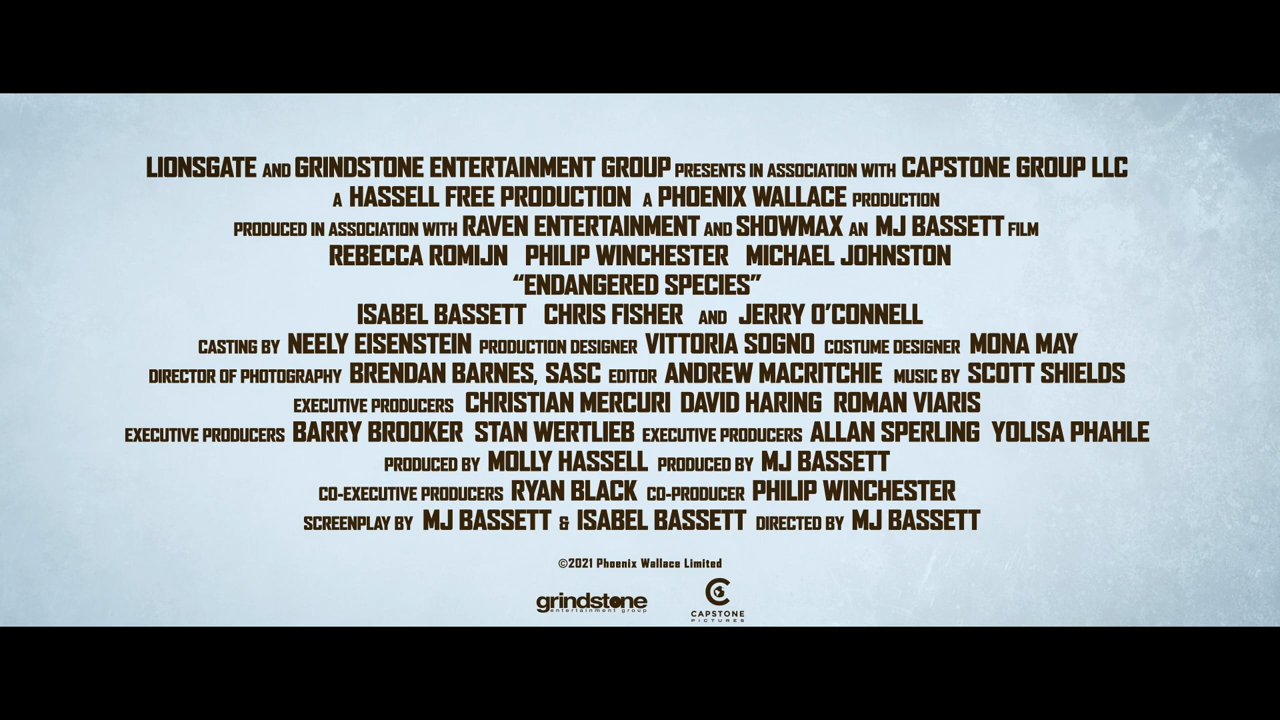 LIONSGATE AND GRINDSTONE ENTERTAINMENT GROUP PRESENTS IN ASSOCIATION WITH CAPSTONE GROUP LLC
A HASSELL FREE PRODUCTION A PHOENIX WALLACE PRODUCTION
PRODUCED IN ASSOCIATION WITH RAVEN ENTERTAINMENT AND SHOWMAX AN MJ BASSETT FILM
REBECCA ROMIJN PHILIP WINCHESTER MICHAEL JOHNSTON
“ENDANGERED SPECIES”
ISABEL BASSETT CHRIS FISHER AND JERRY O’CONNELL
CASTING BY NEELY EISENSTEIN PRODUCTION DESIGNER VITTORIA SOGNO COSTUME DESIGNER MONA MAY
DIRECTOR OF PHOTOGRAPHY BRENDAN BARNES, SASC EDITOR ANDREW MACRITCHIE MUSIC BY SCOTT SHIELDS
EXECUTIVE PRODUCERS CHRISTIAN MERCURI DAVID HARING ROMAN VIARIS
EXECUTIVE PRODUCERS BARRY BROOKER STAN WERTLIEB EXECUTIVE PRODUCERS ALLAN SPERLING YOLISA PHAHLE
PRODUCED BY MOLLY HASSELL PRODUCED BY MJ BASSETT
CO-EXECUTIVE PRODUCERS RYAN BLACK CO-PRODUCER PHILIP WINCHESTER
SCREENPLAY BY MJ BASSETT & ISABEL BASSETT DIRECTED BY MJ BASSETT
©2021 Phoenix Wallace Limited
grindstone
entertainment group
CAPSTONE
PICTURES